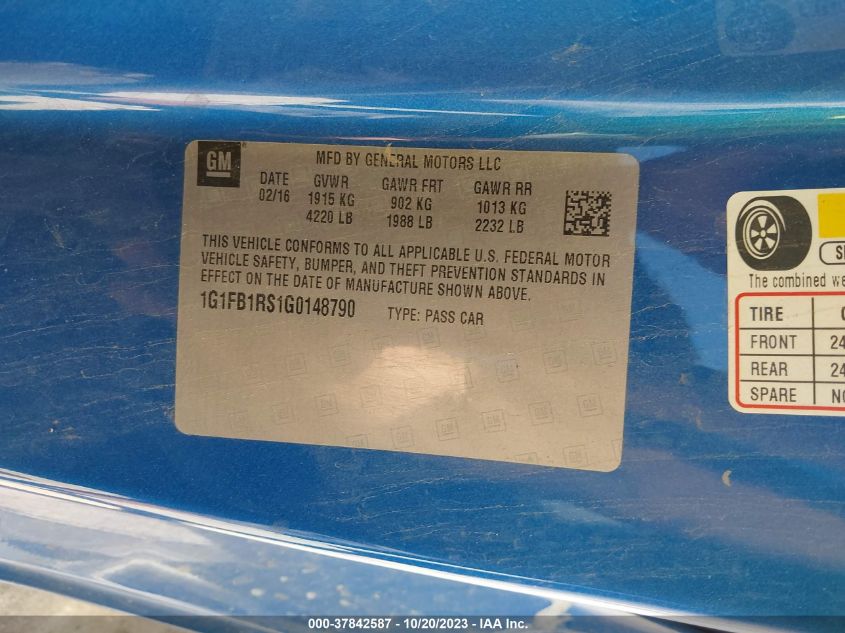 GM
MFD BY GENERAL MOTORS LLC
DATE GVWR GAWR FRT GAWR RR
02/16 1915 KG 902 KG 1013 KG
4220 LB 1988 LB 2232 LB
THIS VEHICLE CONFORMS TO ALL APPLICABLE U.S. FEDERAL MOTOR
VEHICLE SAFETY, BUMPER, AND THEFT PREVENTION STANDARDS IN
EFFECT ON THE DATE OF MANUFACTURE SHOWN ABOVE.
1G1FB1RS1G0148790 TYPE: PASS CAR
The combined
TIRE
FRONT 24
REAR 24
SPARE
000-37842587 - 10/20/2023 - IAA Inc.